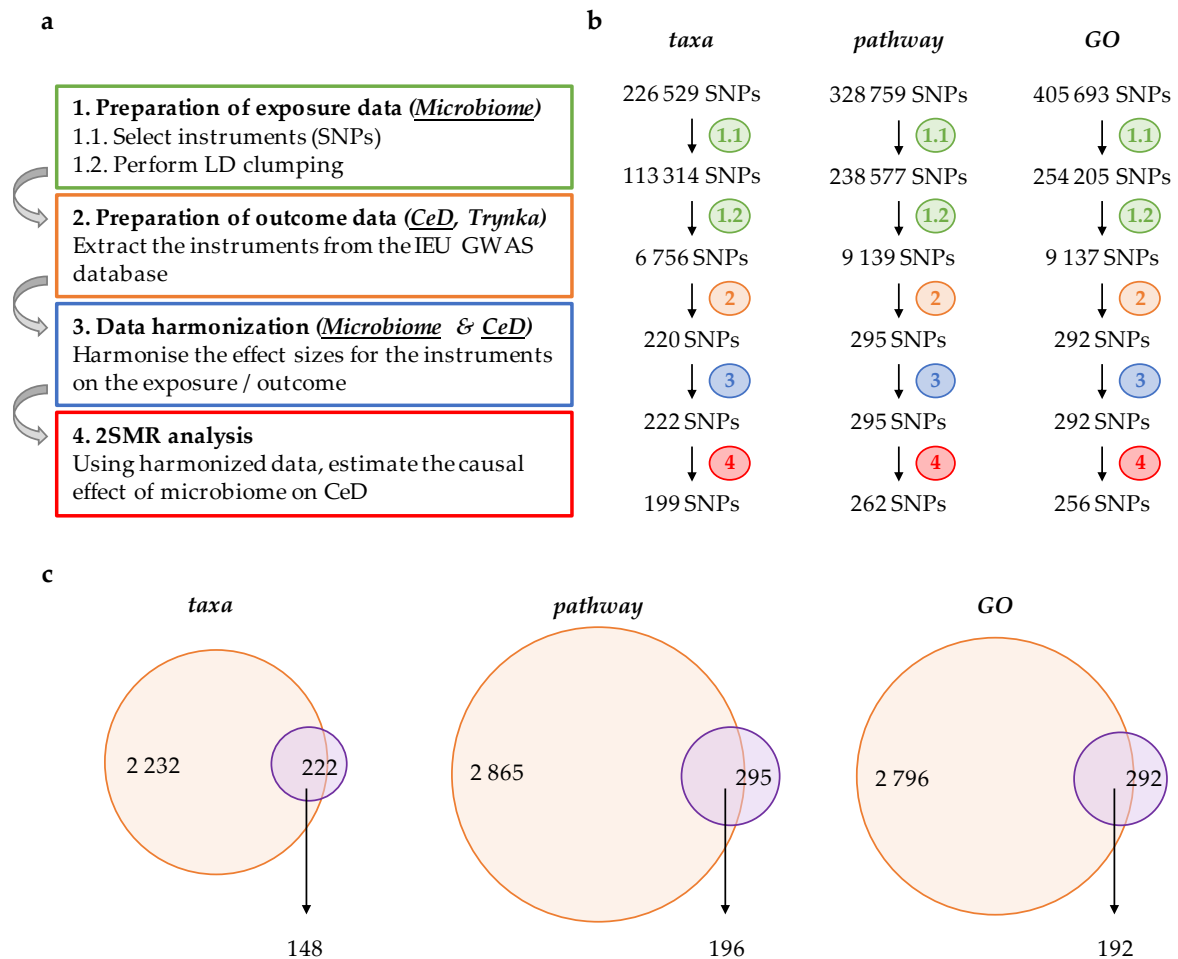 a
1. Preparation of exposure data (Microbiome)
1.1. Select instruments (SNPs)
1.2. Perform LD clumping
2. Preparation of outcome data (CeD, Trynka)
Extract the instruments from the IEU GWAS
database
3. Data harmonization (Microbiome & CeD)
Harmonise the effect sizes for the instruments
on the exposure / outcome
4. 2SMR analysis
Using harmonized data, estimate the causal
effect of microbiome on CeD
b
taxa pathway GO
226 529 SNPs 328 759 SNPs 405 693 SNPs
1.1 1.1 1.1
113 314 SNPs 238 577 SNPs 254 205 SNPs
1.2 1.2 1.2
6 756 SNPs 9 139 SNPs 9 137 SNPs
2 2 2
220 SNPs 295 SNPs 292 SNPs
3 3 3
222 SNPs 295 SNPs 292 SNPs
4 4 4
199 SNPs 262 SNPs 256 SNPs
c
taxa pathway GO
2 232 222 2 865 295 2 796 292
148 196 192